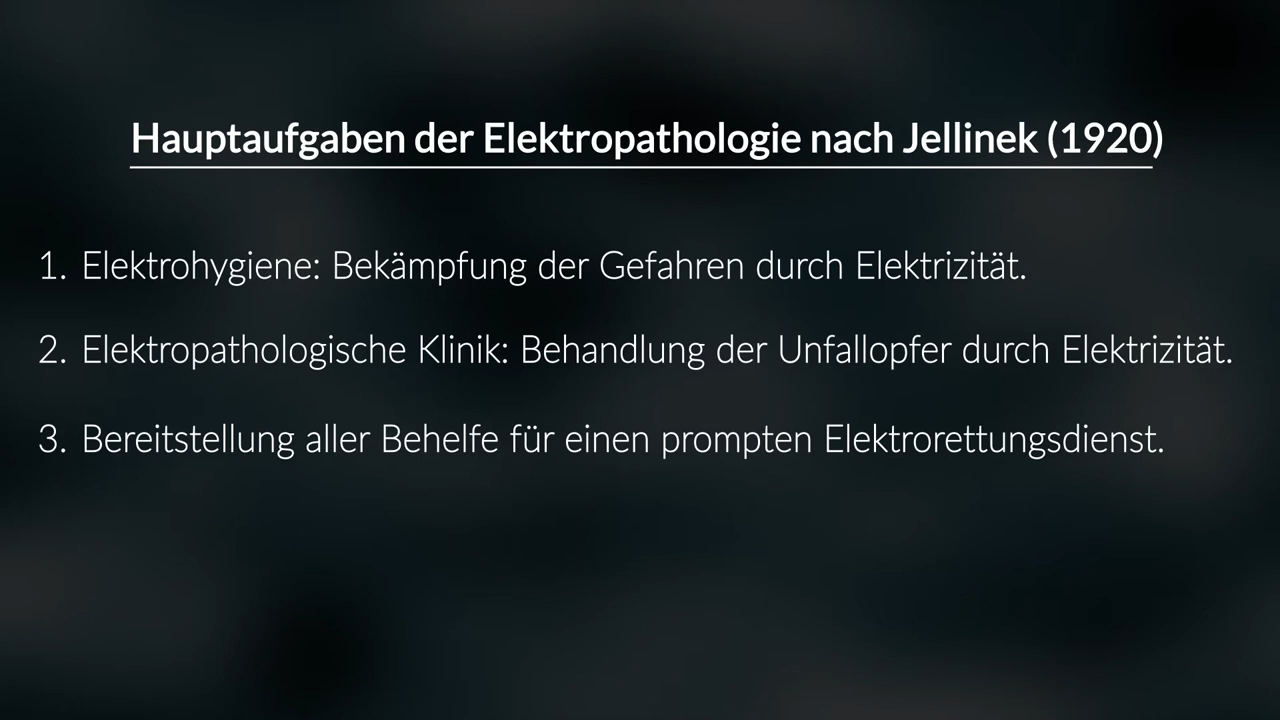 Hauptaufgaben der Elektropathologie nach Jellinek (1920)
1. Elektrohygiene: Bekämpfung der Gefahren durch Elektrizität.
2. Elektropathologische Klinik: Behandlung der Unfallopfer durch Elektrizität.
3. Bereitstellung aller Behelfe für einen prompten Elektrorettungsdienst.